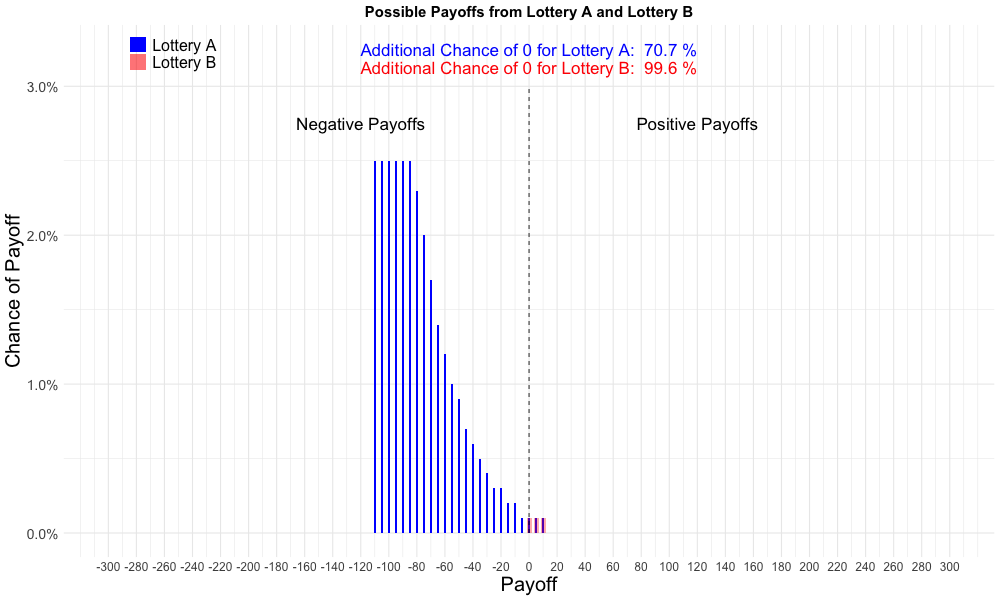 Possible Payoffs from Lottery A and Lottery B
Lottery A
Lottery B
Additional Chance of 0 for Lottery A: 70.7 %
Additional Chance of 0 for Lottery B: 99.6 %
Negative Payoffs
Positive Payoffs
Chance of Payoff
3.0%
2.0%
1.0%
0.0%
-300 -280 -260 -240 -220 -200 -180 -160 -140 -120 -100 -80 -60 -40 -20 0 20 40 60 80 100 120 140 160 180 200 220 240 260 280 300
Payoff